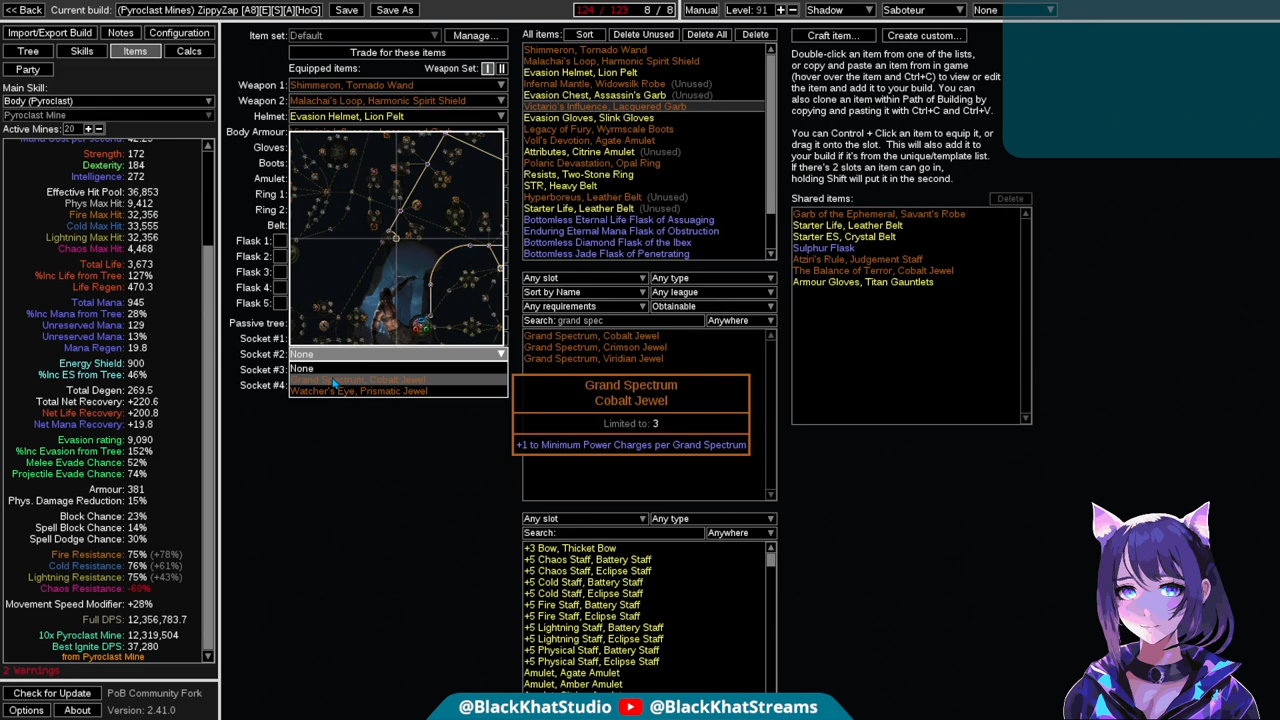 << Back
Current build: (Pyroclast Mines) ZippyZap [A8][E][S][A][HoG]
Save
Save As
124 / 123
8 / 8
Manual
Level: 91
Shadow
Saboteur
None
Import/Export Build
Notes
Configuration
Tree
Skills
Items
Calcs
Party
Main Skill:
Body (Pyroclast)
Pyroclast Mine
Active Mines: 20
Strength: 172
Dexterity: 184
Intelligence: 272
Effective Hit Pool: 36,853
Phys Max Hit: 9,412
Fire Max Hit: 32,356
Cold Max Hit: 33,555
Lightning Max Hit: 32,356
Chaos Max Hit: 4,468
Total Life: 3,673
%Inc Life from Tree: 127%
Life Regen: 470.3
Total Mana: 945
%Inc Mana from Tree: 28%
Unreserved Mana: 129
Unreserved Mana: 13%
Mana Regen: 19.8
Energy Shield: 900
%Inc ES from Tree: 46%
Total Degen: 269.5
Total Net Recovery: +220.6
Net Life Recovery: +200.8
Net Mana Recovery: +19.8
Evasion rating: 9,090
%Inc Evasion from Tree: 152%
Melee Evade Chance: 52%
Projectile Evade Chance: 74%
Armour: 381
Phys. Damage Reduction: 15%
Block Chance: 23%
Spell Block Chance: 14%
Spell Dodge Chance: 30%
Fire Resistance: 75% (+78%)
Cold Resistance: 76% (+61%)
Lightning Resistance: 75% (+43%)
Chaos Resistance: -60%
Movement Speed Modifier: +28%
Full DPS: 12,356,783.7
10x Pyroclast Mine: 12,319,504
Best Ignite DPS: 37,280
from Pyroclast Mine
2 Warnings
Check for Update
PoB Community Fork
Options
About
Version: 2.41.0
Item set: Default
Manage...
Trade for these items
Equipped items:
Weapon Set: I II
Weapon 1: Shimmeron, Tornado Wand
Weapon 2: Malachai's Loop, Harmonic Spirit Shield
Helmet: Evasion Helmet, Lion Pelt
Body Armour:
Gloves:
Boots:
Amulet:
Ring 1:
Ring 2:
Belt:
Flask 1:
Flask 2:
Flask 3:
Flask 4:
Flask 5:
Passive tree:
Socket #1:
Socket #2: None
Socket #3:
Socket #4:
None
Grand Spectrum, Cobalt Jewel
Watcher's Eye, Prismatic Jewel
Grand Spectrum
Cobalt Jewel
Limited to: 3
+1 to Minimum Power Charges per Grand Spectrum
All items:
Sort
Delete Unused
Delete All
Delete
Shimmeron, Tornado Wand
Malachai's Loop, Harmonic Spirit Shield
Evasion Helmet, Lion Pelt
Infernal Mantle, Widowsilk Robe (Unused)
Evasion Chest, Assassin's Garb (Unused)
Victario's Influence, Lacquered Garb
Evasion Gloves, Slink Gloves
Legacy of Fury, Wyrmscale Boots
Voll's Devotion, Agate Amulet
Attributes, Citrine Amulet (Unused)
Polaric Devastation, Opal Ring
Resists, Two-Stone Ring
STR, Heavy Belt
Hyperboreus, Leather Belt (Unused)
Starter Life, Leather Belt (Unused)
Bottomless Eternal Life Flask of Assuaging
Enduring Eternal Mana Flask of Obstruction
Bottomless Diamond Flask of the Ibex
Bottomless Jade Flask of Penetrating
Any slot
Any type
Sort by Name
Any league
Any requirements
Obtainable
Search: grand spec
Anywhere
Grand Spectrum, Cobalt Jewel
Grand Spectrum, Crimson Jewel
Grand Spectrum, Viridian Jewel
Any slot
Any type
Search:
Anywhere
+3 Bow, Thicket Bow
+5 Chaos Staff, Battery Staff
+5 Chaos Staff, Eclipse Staff
+5 Cold Staff, Battery Staff
+5 Cold Staff, Eclipse Staff
+5 Fire Staff, Battery Staff
+5 Fire Staff, Eclipse Staff
+5 Lightning Staff, Battery Staff
+5 Lightning Staff, Eclipse Staff
+5 Physical Staff, Battery Staff
+5 Physical Staff, Eclipse Staff
Amulet, Agate Amulet
Amulet, Amber Amulet
Craft item...
Create custom...
Double-click an item from one of the lists,
or copy and paste an item from in game
(hover over the item and Ctrl+C) to view or edit
the item and add it to your build. You can
also clone an item within Path of Building by
copying and pasting it with Ctrl+C and Ctrl+V.
You can Control + Click an item to equip it, or
drag it onto the slot. This will also add it to
your build if it's from the unique/template list.
If there's 2 slots an item can go in,
holding Shift will put it in the second.
Shared items:
Delete
Garb of the Ephemeral, Savant's Robe
Starter Life, Leather Belt
Starter ES, Crystal Belt
Sulphur Flask
Atziri's Rule, Judgement Staff
The Balance of Terror, Cobalt Jewel
Armour Gloves, Titan Gauntlets
@BlackKhatStudio
@BlackKhatStreams